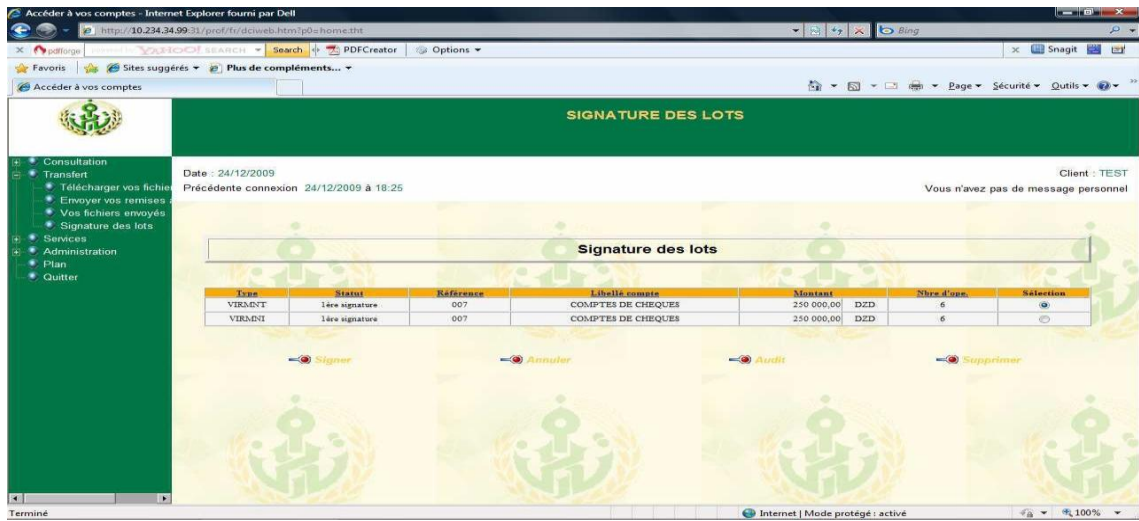 Accéder à vos comptes - Internet Explorer fourni par Dell
http://10.234.34.99:31/prof/fr/dciweb.htm?p0=home.tht
Bing
pdfforge YAHOO! SEARCH Search PDFCreator Options
Snagit
Favoris Sites suggérés Plus de compléments...
Accéder à vos comptes
Page Sécurité Outils
SIGNATURE DES LOTS
Consultation
Transfert
Télécharger vos fichie
Envoyer vos remises
Vos fichiers envoyés
Signature des lots
Services
Administration
Plan
Quitter
Date : 24/12/2009
Client : TEST
Précédente connexion 24/12/2009 à 18:25
Vous n'avez pas de message personnel
Signature des lots
Type Statut Référence Libellé compte Montant Nbre d'ope. Sélection
VIRMNT 1ère signature 007 COMPTES DE CHEQUES 250 000,00 DZD 6
VIRMNI 1ère signature 007 COMPTES DE CHEQUES 250 000,00 DZD 6
Signer Annuler Audit Supprimer
Terminé
Internet | Mode protégé : activé
100%